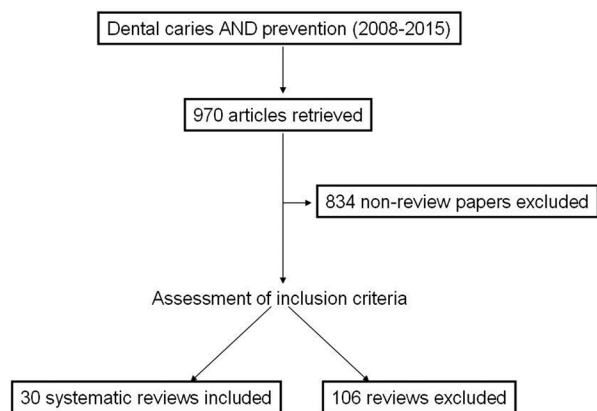 Dental caries AND prevention (2008-2015)
970 articles retrieved
834 non-review papers excluded
Assessment of inclusion criteria
30 systematic reviews included
106 reviews excluded